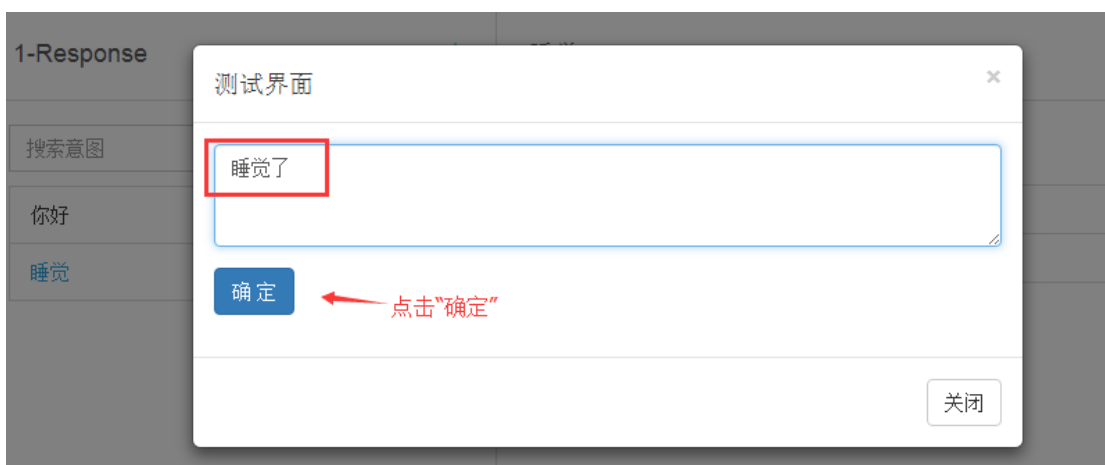 1-Response
测试界面
×
搜索意图
睡觉了
你好
睡觉
确定
点击“确定”
关闭